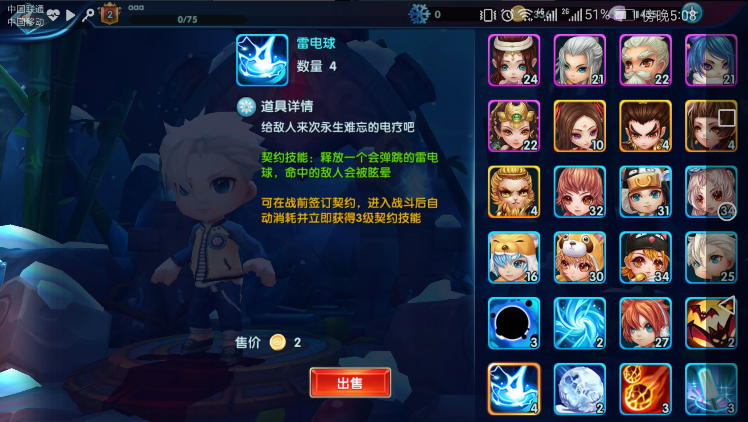 中国联通
中国移动
2
aaa
0/75
0
51%
傍晚5:08
雷电球
数量 4
道具详情
给敌人来次永生难忘的电疗吧
契约技能：释放一个会弹跳的雷电
球，命中的敌人会被眩晕
可在战前签订契约，进入战斗后自
动消耗并立即获得3级契约技能
售价 2
出售
24 21 22 21
22 10 4 4
4 32 31 34
16 30 34 25
3 2 27 2
4 2 3 3